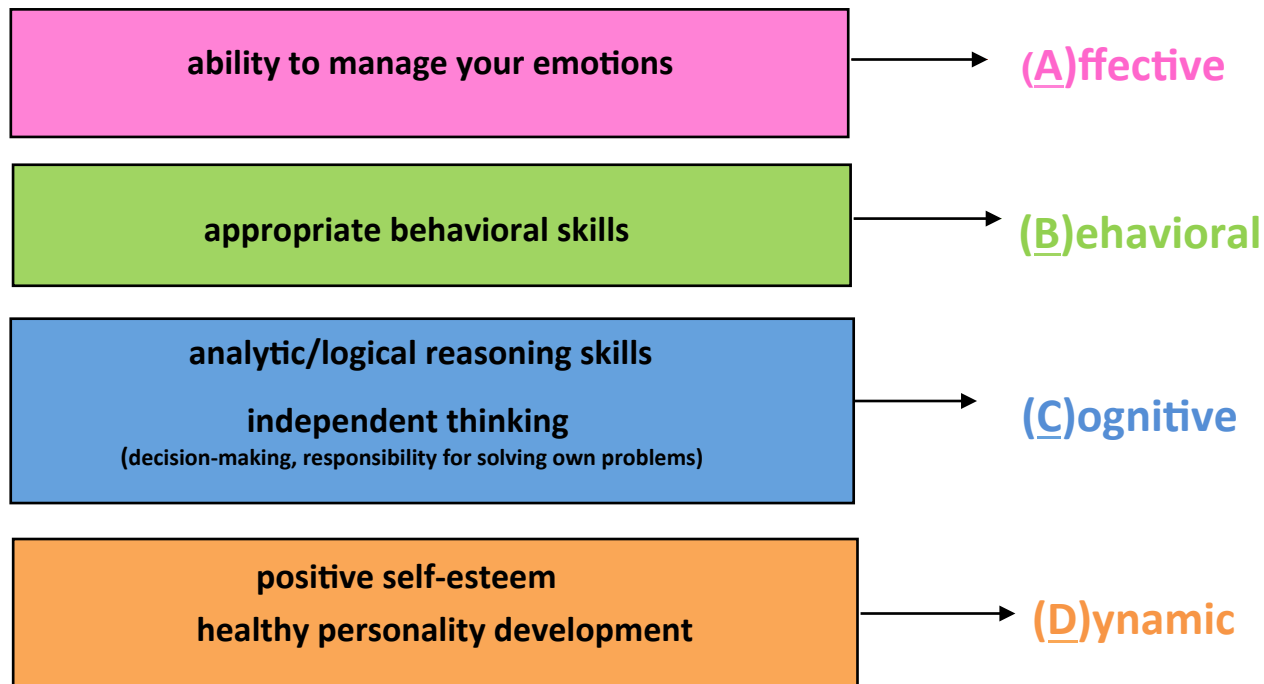 ability to manage your emotions
(A)ffective
appropriate behavioral skills
(B)ehavioral
analytic/logical reasoning skills
independent thinking
(decision-making, responsibility for solving own problems)
(C)ognitive
positive self-esteem
healthy personality development
(D)ynamic